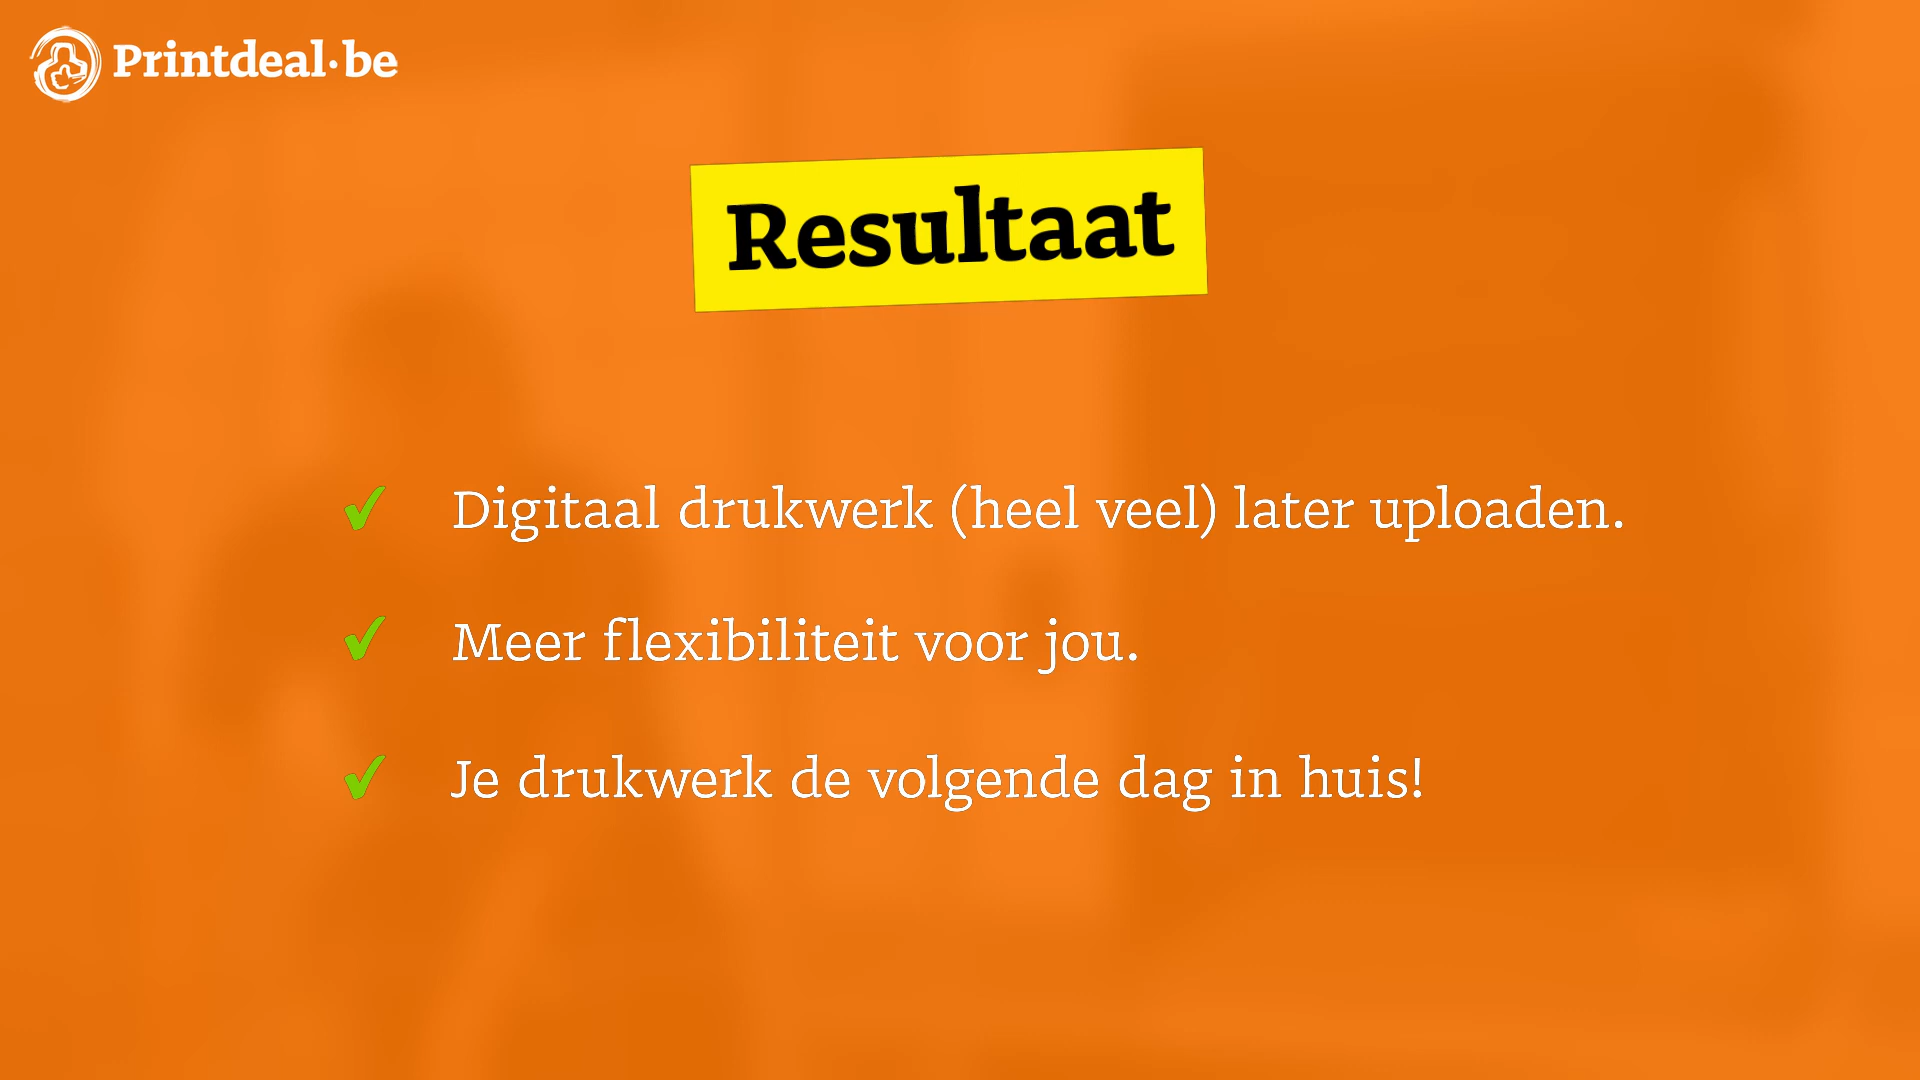 Printdeal·be
Resultaat
✔ Digitaal drukwerk (heel veel) later uploaden.
✔ Meer flexibiliteit voor jou.
✔ Je drukwerk de volgende dag in huis!